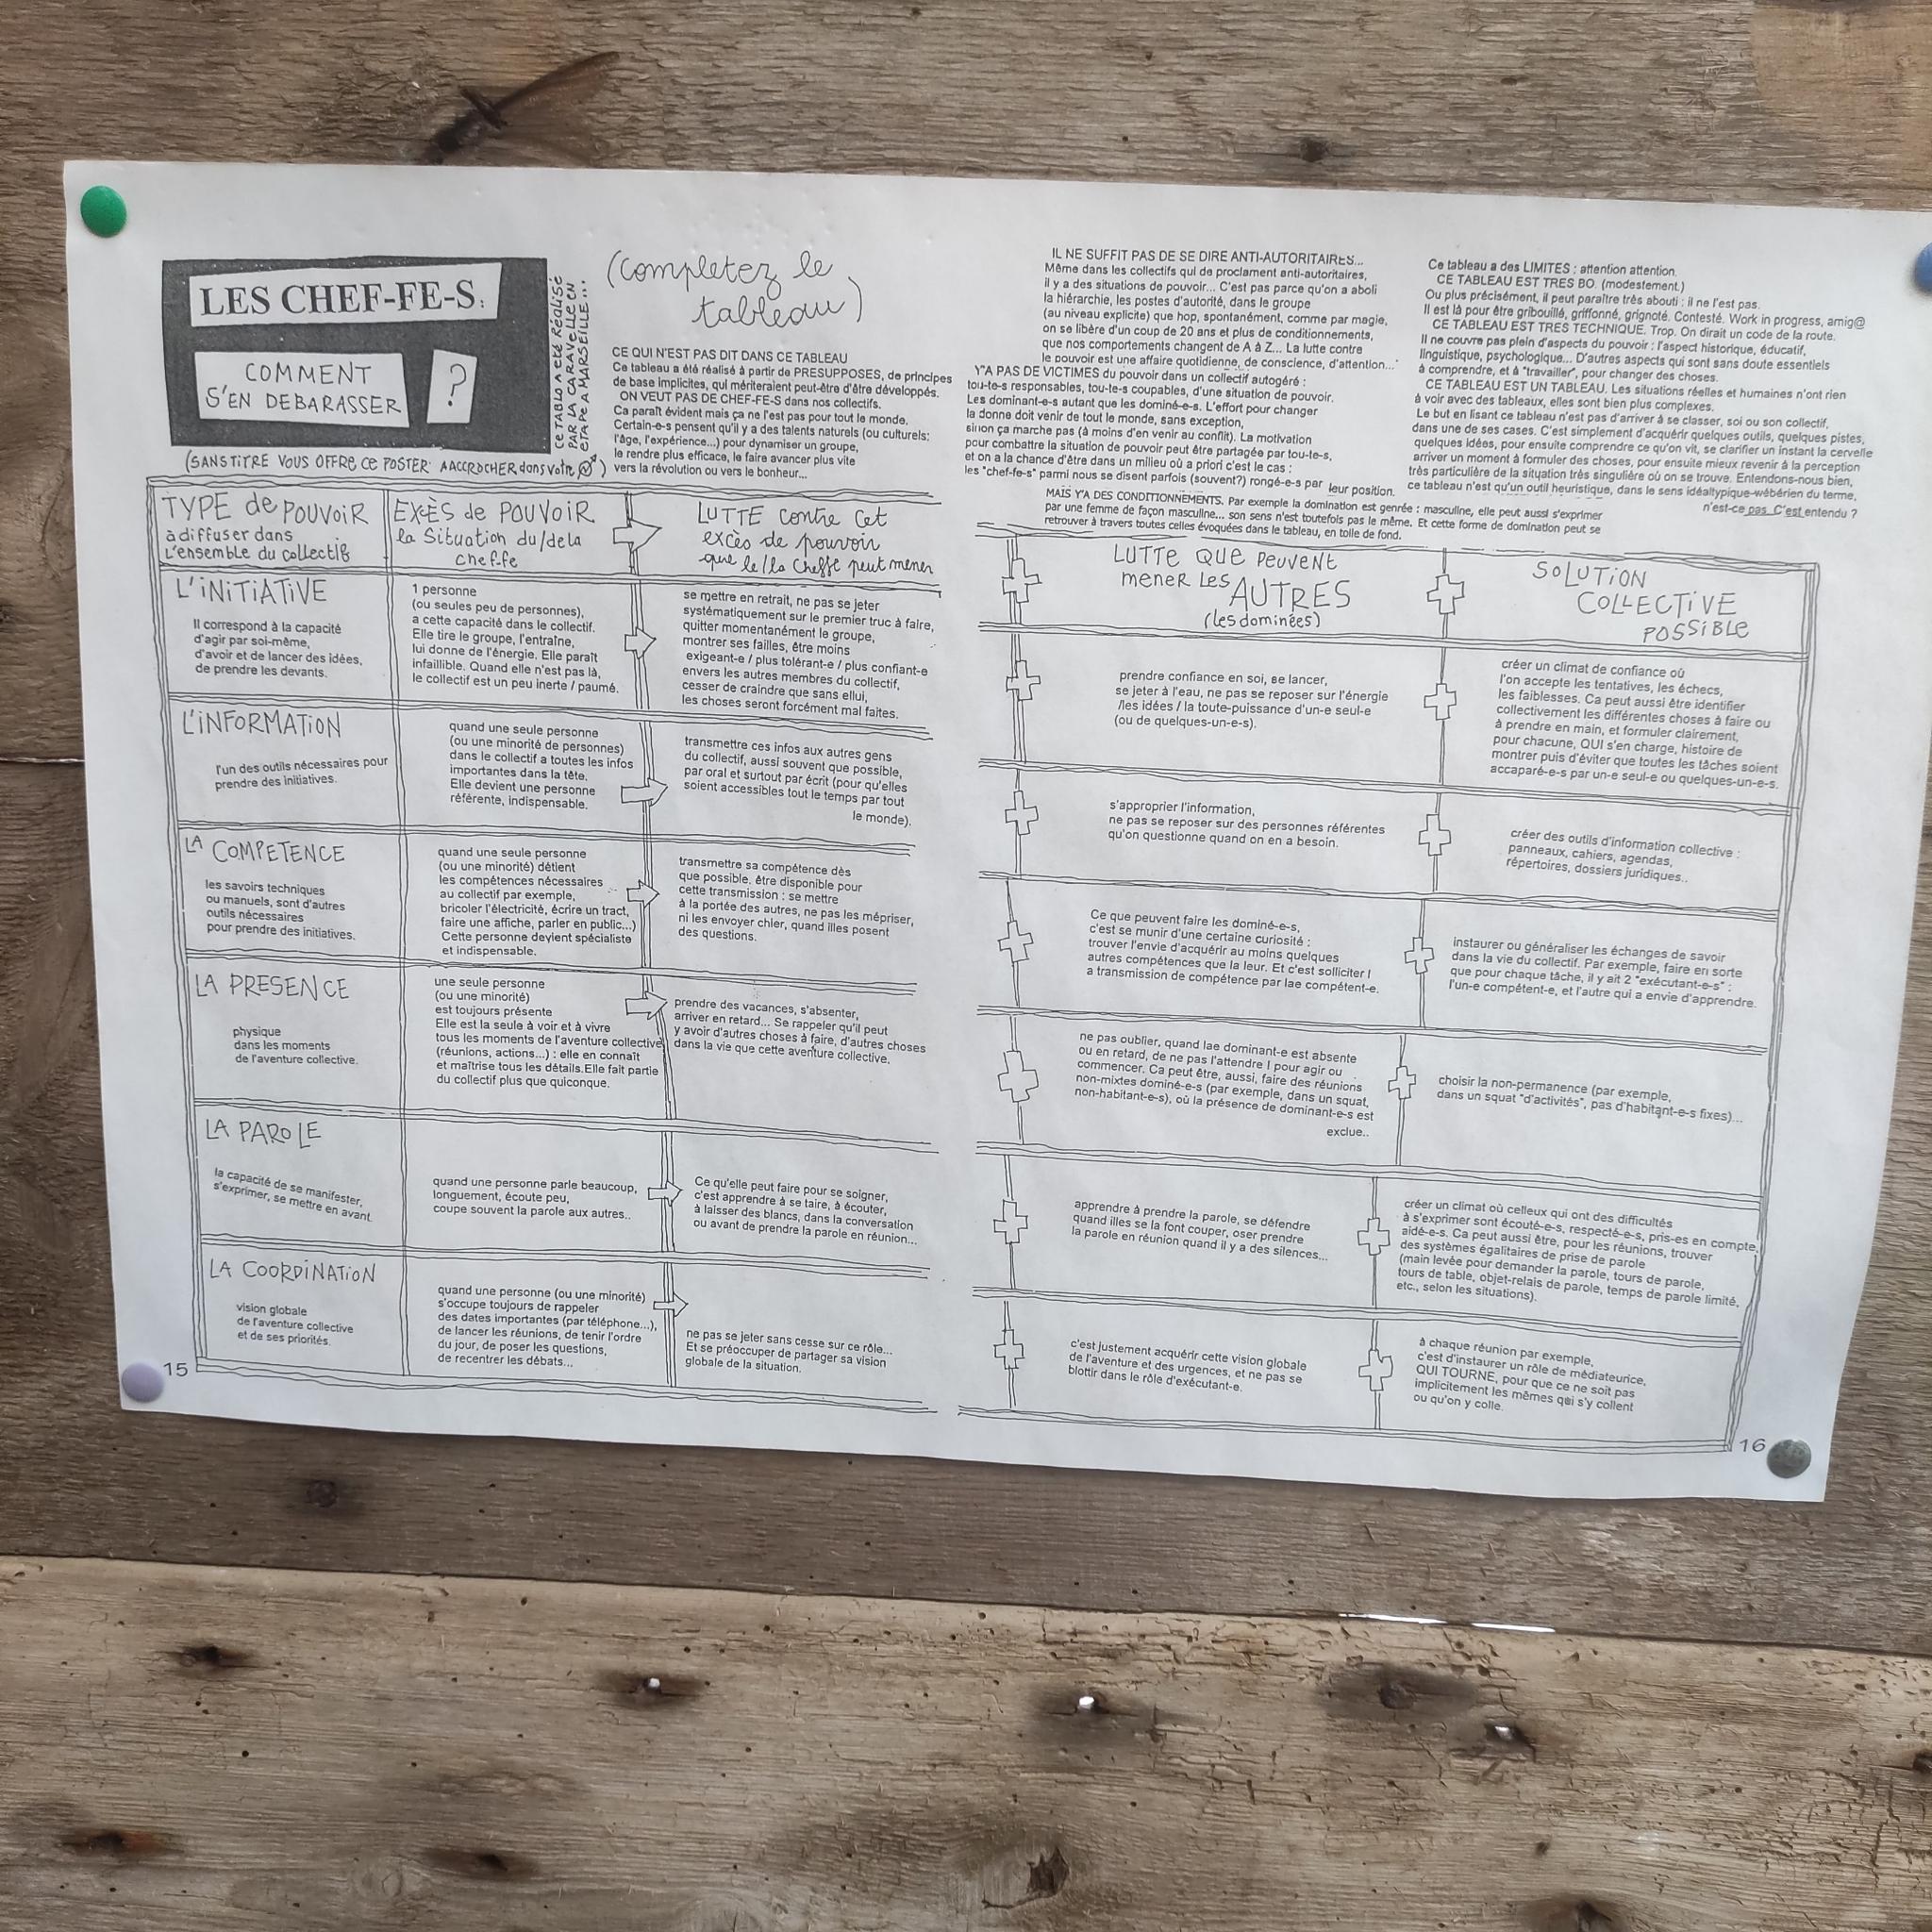 LES CHEF-FE-S:
COMMENT
S'EN DEBARASSER
?
CE TABLO A ETÉ RÉALISÉ
PAR LA CARAVELLE EN
ETAPE A MARSEILLE...
(SANS TITRE VOUS OFFRE CE POSTER A ACCROCHER dans votre )
(completez le
tableau)
CE QUI N'EST PAS DIT DANS CE TABLEAU
Ce tableau a été réalisé à partir de PRESUPPOSES, de principes
de base implicites, qui mériteraient peut-être d'être développés.
ON VEUT PAS DE CHEF-FE-S dans nos collectifs.
Ca paraît évident mais ça ne l'est pas pour tout le monde.
Certain-e-s pensent qu'il y a des talents naturels (ou culturels:
l'âge, l'expérience...) pour dynamiser un groupe,
le rendre plus efficace, le faire avancer plus vite
vers la révolution ou vers le bonheur...
IL NE SUFFIT PAS DE SE DIRE ANTI-AUTORITAIRES...
Même dans les collectifs qui de proclament anti-autoritaires,
il y a des situations de pouvoir... C'est pas parce qu'on a aboli
la hiérarchie, les postes d'autorité, dans le groupe
(au niveau explicite) que hop, spontanément, comme par magie,
on se libère d'un coup de 20 ans et plus de conditionnements,
que nos comportements changent de A à Z... La lutte contre
le pouvoir est une affaire quotidienne, de conscience, d'attention...
Y'A PAS DE VICTIMES du pouvoir dans un collectif autogéré :
tou-te-s responsables, tou-te-s coupables, d'une situation de pouvoir.
Les dominant-e-s autant que les dominé-e-s. L'effort pour changer
la donne doit venir de tout le monde, sans exception,
sinon ça marche pas (à moins d'en venir au conflit). La motivation
pour combattre la situation de pouvoir peut être partagée par tou-te-s,
et on a la chance d'être dans un milieu où a priori c'est le cas :
les "chef-fe-s" parmi nous se disent parfois (souvent?) rongé-e-s par leur position.
MAIS Y'A DES CONDITIONNEMENTS. Par exemple la domination est genrée : masculine, elle peut aussi s'exprimer
par une femme de façon masculine... son sens n'est toutefois pas le même. Et cette forme de domination peut se
retrouver à travers toutes celles évoquées dans le tableau, en toile de fond.
Ce tableau a des LIMITES : attention attention.
CE TABLEAU EST TRES BO. (modestement.)
Ou plus précisément, il peut paraître très abouti : il ne l'est pas.
Il est là pour être gribouillé, griffonné, grignoté. Contesté. Work in progress, amig@
CE TABLEAU EST TRES TECHNIQUE. Trop. On dirait un code de la route.
Il ne couvre pas plein d'aspects du pouvoir : l'aspect historique, éducatif,
linguistique, psychologique... D'autres aspects qui sont sans doute essentiels
à comprendre, et à "travailler", pour changer des choses.
CE TABLEAU EST UN TABLEAU. Les situations réelles et humaines n'ont rien
à voir avec des tableaux, elles sont bien plus complexes.
Le but en lisant ce tableau n'est pas d'arriver à se classer, soi ou son collectif,
dans une de ses cases. C'est simplement d'acquérir quelques outils, quelques pistes,
quelques idées, pour ensuite comprendre ce qu'on vit, se clarifier un instant la cervelle
arriver un moment à formuler des choses, pour ensuite mieux revenir à la perception
très particulière de la situation très singulière où on se trouve. Entendons-nous bien,
ce tableau n'est qu'un outil heuristique, dans le sens idéaltypique-wébérien du terme,
n'est-ce pas. C'est entendu ?
TYPE de POUVOIR
à diffuser dans
L'ensemble du collectif
EXCÈS de POUVOIR
la Situation du/de la
chef-fe
LUTTE contre cet
excès de pouvoir
que le/la Cheffe peut mener
LUTTE QUE PEUVENT
MENER LES AUTRES
(les dominées)
SOLUTION
COLLECTIVE
POSSIBLE
L'INITIATIVE
Il correspond à la capacité
d'agir par soi-même,
d'avoir et de lancer des idées,
de prendre les devants.
1 personne
(ou seules peu de personnes),
a cette capacité dans le collectif.
Elle tire le groupe, l'entraîne,
lui donne de l'énergie. Elle paraît
infaillible. Quand elle n'est pas là,
le collectif est un peu inerte / paumé.
se mettre en retrait, ne pas se jeter
systématiquement sur le premier truc à faire,
quitter momentanément le groupe,
montrer ses failles, être moins
exigeant-e / plus tolérant-e / plus confiant-e
envers les autres membres du collectif,
cesser de craindre que sans ellui,
les choses seront forcément mal faites.
prendre confiance en soi, se lancer,
se jeter à l'eau, ne pas se reposer sur l'énergie
/les idées / la toute-puissance d'un-e seul-e
(ou de quelques-un-e-s).
créer un climat de confiance où
l'on accepte les tentatives, les échecs,
les faiblesses. Ca peut aussi être identifier
collectivement les différentes choses à faire ou
à prendre en main, et formuler clairement,
pour chacune, QUI s'en charge, histoire de
montrer puis d'éviter que toutes les tâches soient
accaparé-e-s par un-e seul-e ou quelques-un-e-s.
L'INFORMATION
l'un des outils nécessaires pour
prendre des initiatives.
quand une seule personne
(ou une minorité de personnes)
dans le collectif a toutes les infos
importantes dans la tête.
Elle devient une personne
référente, indispensable.
transmettre ces infos aux autres gens
du collectif, aussi souvent que possible,
par oral et surtout par écrit (pour qu'elles
soient accessibles tout le temps par tout
le monde).
s'approprier l'information,
ne pas se reposer sur des personnes référentes
qu'on questionne quand on en a besoin.
créer des outils d'information collective :
panneaux, cahiers, agendas,
répertoires, dossiers juridiques..
LA COMPETENCE
les savoirs techniques
ou manuels, sont d'autres
outils nécessaires
pour prendre des initiatives.
quand une seule personne
(ou une minorité) détient
les compétences nécessaires
au collectif par exemple,
bricoler l'électricité, écrire un tract,
faire une affiche, parler en public...)
Cette personne devient spécialiste
et indispensable.
transmettre sa compétence dès
que possible. être disponible pour
cette transmission : se mettre
à la portée des autres, ne pas les mépriser,
ni les envoyer chier, quand illes posent
des questions.
Ce que peuvent faire les dominé-e-s,
c'est se munir d'une certaine curiosité :
trouver l'envie d'acquérir au moins quelques
autres compétences que la leur. Et c'est solliciter l
a transmission de compétence par lae compétent-e.
instaurer ou généraliser les échanges de savoir
dans la vie du collectif. Par exemple, faire en sorte
que pour chaque tâche, il y ait 2 "exécutant-e-s" :
l'un-e compétent-e, et l'autre qui a envie d'apprendre.
LA PRESENCE
physique
dans les moments
de l'aventure collective.
une seule personne
(ou une minorité)
est toujours présente
Elle est la seule à voir et à vivre
tous les moments de l'aventure collective
(réunions, actions...) : elle en connaît
et maîtrise tous les détails.Elle fait partie
du collectif plus que quiconque.
prendre des vacances, s'absenter,
arriver en retard... Se rappeler qu'il peut
y avoir d'autres choses à faire, d'autres choses
dans la vie que cette aventure collective.
ne pas oublier, quand lae dominant-e est absente
ou en retard, de ne pas l'attendre l pour agir ou
commencer. Ca peut être, aussi, faire des réunions
non-mixtes dominé-e-s (par exemple, dans un squat,
non-habitant-e-s), où la présence de dominant-e-s est
exclue..
choisir la non-permanence (par exemple,
dans un squat "d'activités", pas d'habitant-e-s fixes)...
LA PAROLE
la capacité de se manifester,
s'exprimer, se mettre en avant.
quand une personne parle beaucoup,
longuement, écoute peu,
coupe souvent la parole aux autres..
Ce qu'elle peut faire pour se soigner,
c'est apprendre à se taire, à écouter,
à laisser des blancs, dans la conversation
ou avant de prendre la parole en réunion...
apprendre à prendre la parole, se défendre
quand illes se la font couper, oser prendre
la parole en réunion quand il y a des silences...
créer un climat où celleux qui ont des difficultés
à s'exprimer sont écouté-e-s, respecté-e-s, pris-es en compte,
aidé-e-s. Ca peut aussi être, pour les réunions, trouver
des systèmes égalitaires de prise de parole
(main levée pour demander la parole, tours de parole,
tours de table, objet-relais de parole, temps de parole limité,
etc., selon les situations).
LA COORDINATION
vision globale
de l'aventure collective
et de ses priorités.
quand une personne (ou une minorité)
s'occupe toujours de rappeler
des dates importantes (par téléphone...),
de lancer les réunions, de tenir l'ordre
du jour, de poser les questions,
de recentrer les débats...
ne pas se jeter sans cesse sur ce rôle...
Et se préoccuper de partager sa vision
globale de la situation.
c'est justement acquérir cette vision globale
de l'aventure et des urgences, et ne pas se
blottir dans le rôle d'exécutant-e.
à chaque réunion par exemple,
c'est d'instaurer un rôle de médiateurice,
QUI TOURNE, pour que ce ne soit pas
implicitement les mêmes qui s'y collent
ou qu'on y colle.
15
16